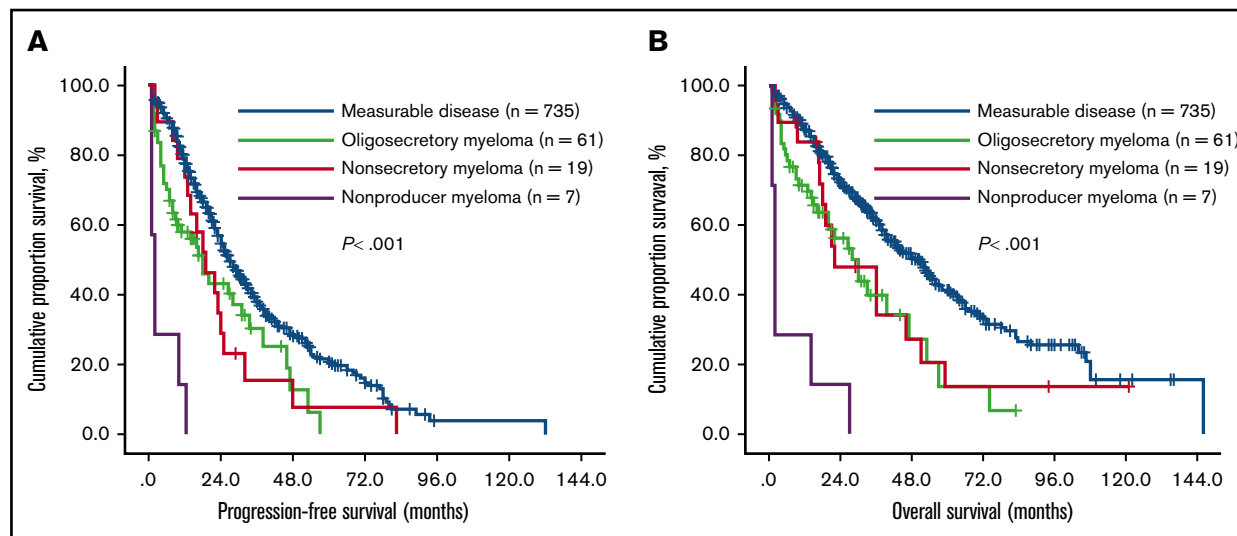 A
Cumulative proportion survival, %
100.0
80.0
60.0
40.0
20.0
0.0
Measurable disease (n = 735)
Oligosecretory myeloma (n = 61)
Nonsecretory myeloma (n = 19)
Nonproducer myeloma (n = 7)
P< .001
.0 24.0 48.0 72.0 96.0 120.0 144.0
Progression-free survival (months)
B
Cumulative proportion survaval, %
100.0
80.0
60.0
40.0
20.0
0.0
Measurable disease (n = 735)
Oligosecretory myeloma (n = 61)
Nonsecretory myeloma (n = 19)
Nonproducer myeloma (n = 7)
P< .001
.0 24.0 48.0 72.0 96.0 120.0 144.0
Overall survival (months)